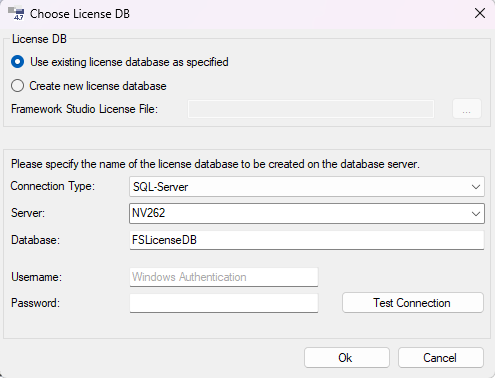 4.7 Choose License DB
License DB
Use existing license database as specified
Create new license database
Framework Studio License File:
...
Please specify the name of the license database to be created on the database server.
Connection Type: SQL-Server
Server: NV262
Database: FSLicenseDB
Username: Windows Authentication
Password:
Test Connection
Ok Cancel